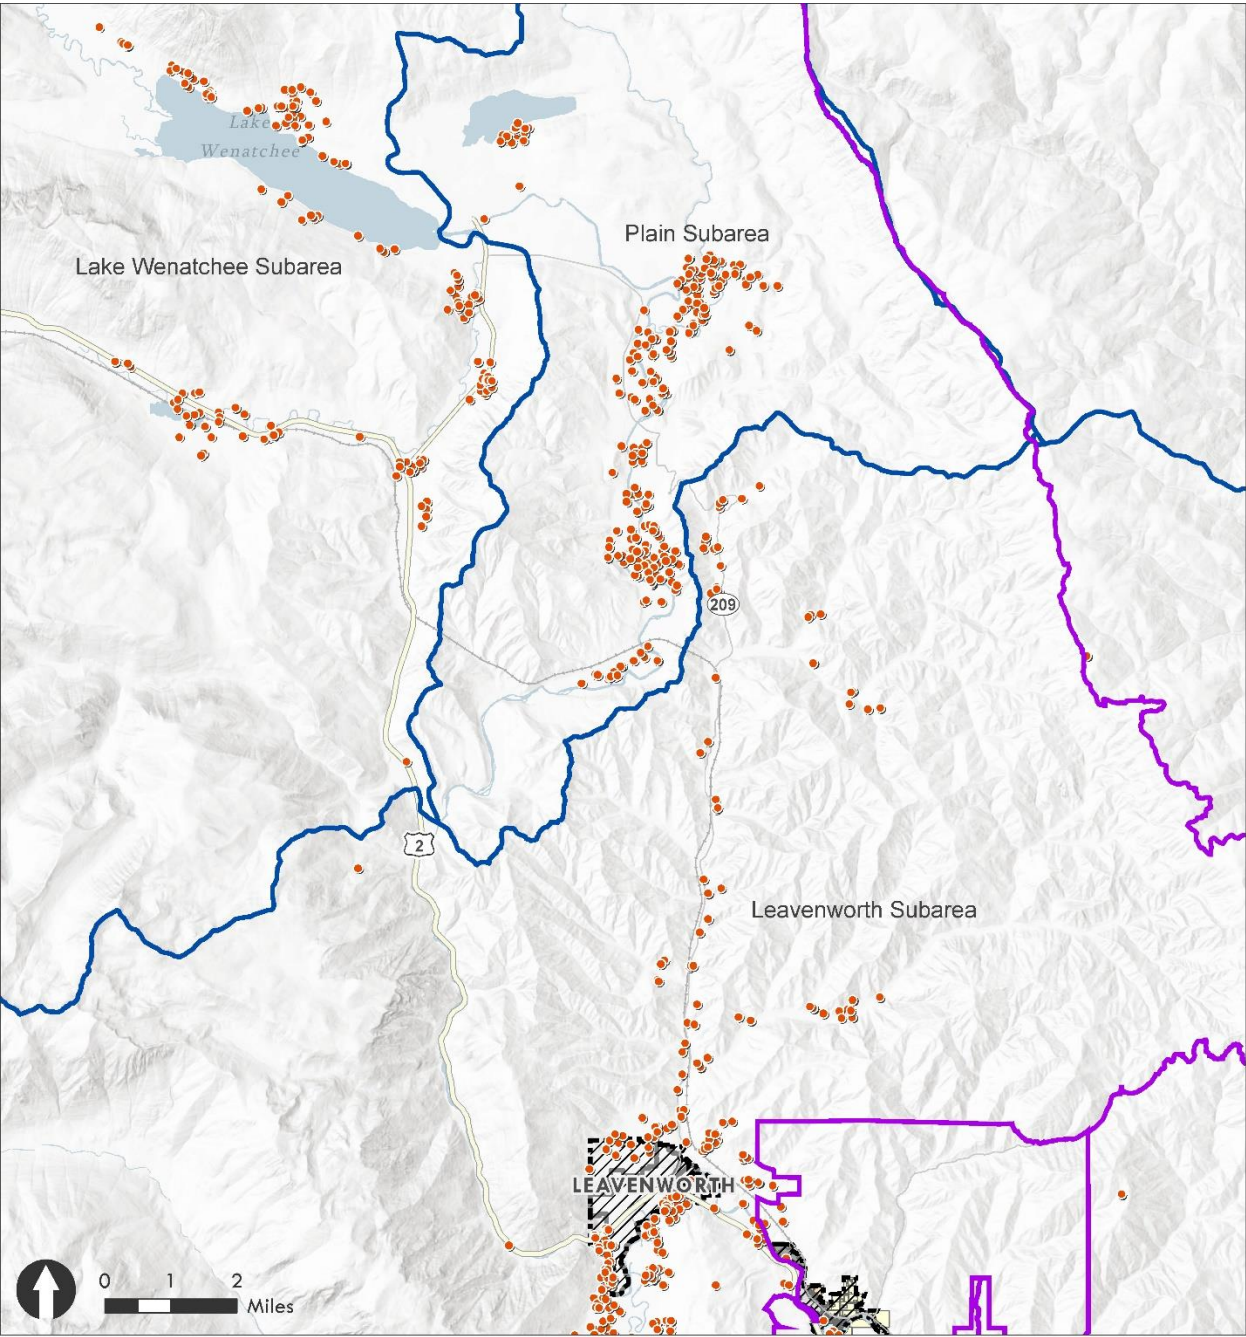 Lake
Wenatchee
Plain Subarea
Lake Wenatchee Subarea
209
2
Leavenworth Subarea
LEAVENWORTH
0 1 2
Miles